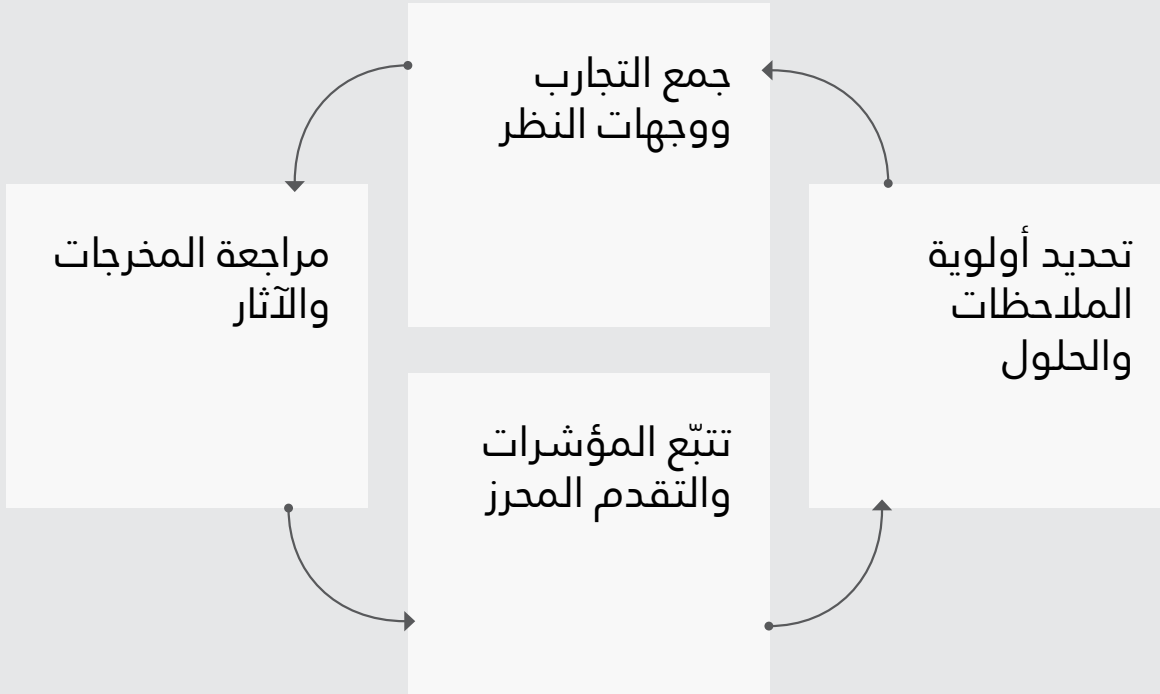 جمع التجارب
ووجهات النظر
تحديد أولوية
الملاحظات
والحلول
مراجعة المخرجات
والآثار
تتبّع المؤشرات
والتقدم المحرز